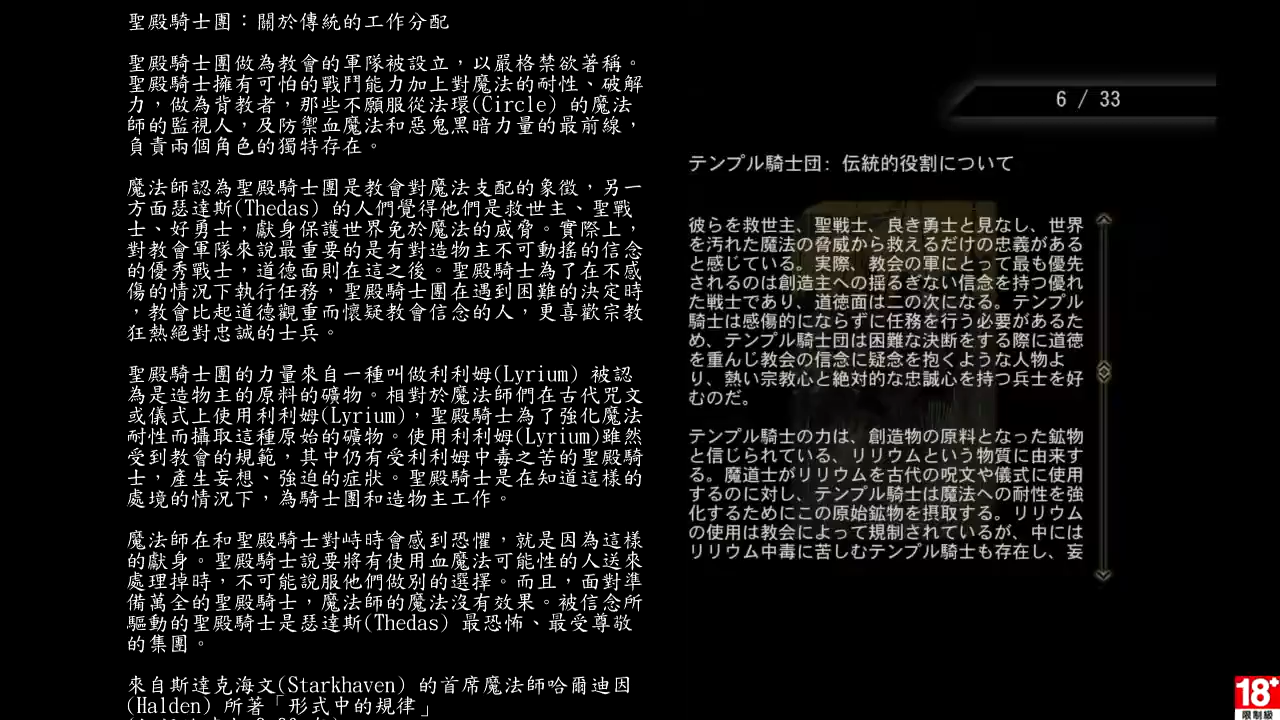 聖殿騎士團：關於傳統的工作分配
聖殿騎士團做為教會的軍隊被設立，以嚴格禁欲著稱。
聖殿騎士擁有可怕的戰鬥能力加上對魔法的耐性、破解
力，做為背教者，那些不願服從法環(Circle) 的魔法
師的監視人，及防禦血魔法和惡鬼黑暗力量的最前線，
負責兩個角色的獨特存在。
魔法師認為聖殿騎士團是教會對魔法支配的象徵，另一
方面瑟達斯(Thedas) 的人們覺得他們是救世主、聖戰
士、好勇士，獻身保護世界免於魔法的威脅。實際上，
對教會軍隊來說最重要的是有對造物主不可動搖的信念
的優秀戰士，道德面則在這之後。聖殿騎士為了在不感
傷的情況下執行任務，聖殿騎士團在遇到困難的決定時
，教會比起道德觀重而懷疑教會信念的人，更喜歡宗教
狂熱絕對忠誠的士兵。
聖殿騎士團的力量來自一種叫做利利姆(Lyrium) 被認
為是造物主的原料的礦物。相對於魔法師們在古代咒文
或儀式上使用利利姆(Lyrium)，聖殿騎士為了強化魔法
耐性而攝取這種原始的礦物。使用利利姆(Lyrium)雖然
受到教會的規範，其中仍有受利利姆中毒之苦的聖殿騎
士，產生妄想、強迫的症狀。聖殿騎士是在知道這樣的
處境的情況下，為騎士團和造物主工作。
魔法師在和聖殿騎士對峙時會感到恐懼，就是因為這樣
的獻身。聖殿騎士說要將有使用血魔法可能性的人送來
處理掉時，不可能說服他們做別的選擇。而且，面對準
備萬全的聖殿騎士，魔法師的魔法沒有效果。被信念所
驅動的聖殿騎士是瑟達斯(Thedas) 最恐怖、最受尊敬
的集團。
來自斯達克海文(Starkhaven) 的首席魔法師哈爾迪因
(Halden) 所著「形式中的規律」
6 / 33
テンプル騎士団: 伝統的役割について
彼らを救世主、聖戦士、良き勇士と見なし、世界
を汚れた魔法の脅威から救えるだけの忠義がある
と感じている。実際、教会の軍にとって最も優先
されるのは創造主への揺るぎない信念を持つ優れ
た戦士であり、道徳面は二の次になる。テンプル
騎士は感傷的にならずに任務を行う必要があるた
め、テンプル騎士団は困難な決断をする際に道徳
を重んじ教会の信念に疑念を抱くような人物よ
り、熱い宗教心と絶対的な忠誠心を持つ兵士を好
むのだ。
テンプル騎士の力は、創造物の原料となった鉱物
と信じられている、リリウムという物質に由来す
る。魔道士がリリウムを古代の呪文や儀式に使用
するのに対し、テンプル騎士は魔法への耐性を強
化するためにこの原始鉱物を摂取する。リリウム
の使用は教会によって規制されているが、中には
リリウム中毒に苦しむテンプル騎士も存在し、妄
18+
限制級